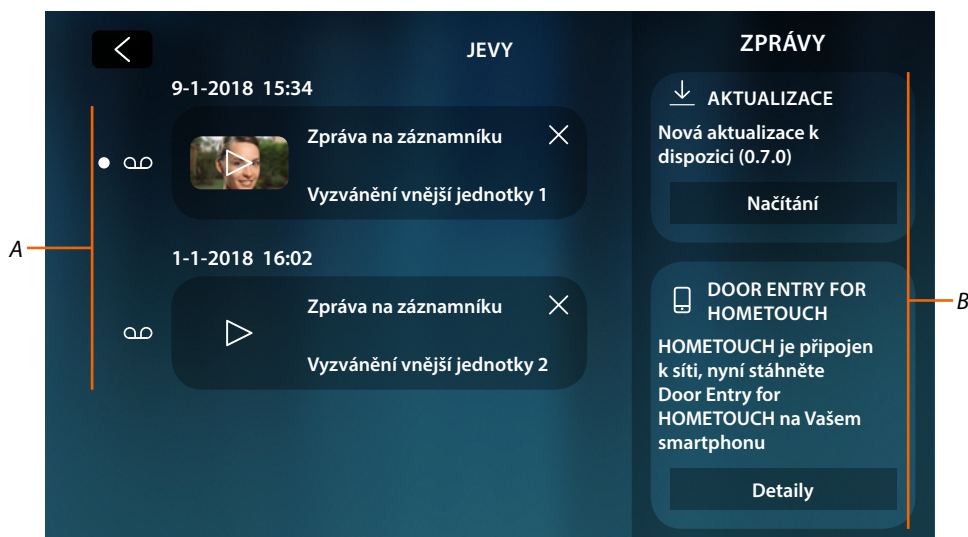 JEVY
9-1-2018 15:34
Zpráva na záznamníku
Vyzvánění vnější jednotky 1
1-1-2018 16:02
Zpráva na záznamníku
Vyzvánění vnější jednotky 2
A
ZPRÁVY
AKTUALIZACE
Nová aktualizace k
dispozici (0.7.0)
Načítání
DOOR ENTRY FOR
HOMETOUCH
HOMETOUCH je připojen
k síti, nyní stáhněte
Door Entry for
HOMETOUCH na Vašem
smartphonu
Detaily
B